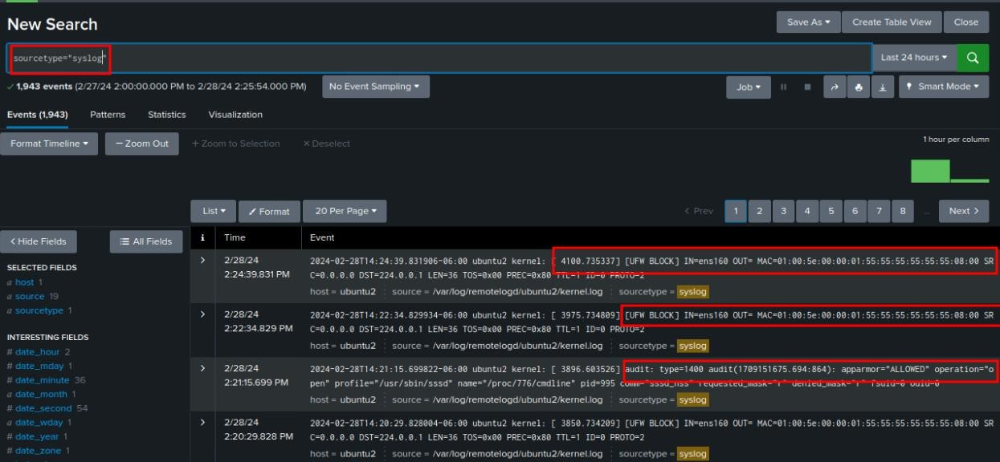 New Search
Save As ▾ Create Table View Close
sourcetype="syslog"
Last 24 hours ▾
✓ 1,943 events (2/27/24 2:00:00.000 PM to 2/28/24 2:25:54.000 PM) No Event Sampling ▾
Job ▾ Smart Mode ▾
Events (1,943) Patterns Statistics Visualization
Format Timeline ▾ — Zoom Out + Zoom to Selection × Deselect
1 hour per column
List ▾ Format 20 Per Page ▾
< Prev 1 2 3 4 5 6 7 8 ... Next >
< Hide Fields All Fields
i Time Event
SELECTED FIELDS
a host 1
a source 19
a sourcetype 1
INTERESTING FIELDS
# date_hour 2
# date_mday 1
# date_minute 36
a date_month 1
# date_second 54
a date_wday 1
# date_year 1
# date_zone 1
> 2/28/24
2:24:39.831 PM
2024-02-28T14:24:39.831906-06:00 ubuntu2 kernel: [ 4100.735337] [UFW BLOCK] IN=ens160 OUT= MAC=01:00:5e:00:00:01:55:55:55:55:55:55:08:00 SR
C=0.0.0.0 DST=224.0.0.1 LEN=36 TOS=0x00 PREC=0x80 TTL=1 ID=0 PROTO=2
host = ubuntu2 source = /var/log/remotelogd/ubuntu2/kernel.log sourcetype = syslog
> 2/28/24
2:22:34.829 PM
2024-02-28T14:22:34.829934-06:00 ubuntu2 kernel: [ 3975.734809] [UFW BLOCK] IN=ens160 OUT= MAC=01:00:5e:00:00:01:55:55:55:55:55:55:08:00 SR
C=0.0.0.0 DST=224.0.0.1 LEN=36 TOS=0x00 PREC=0x80 TTL=1 ID=0 PROTO=2
host = ubuntu2 source = /var/log/remotelogd/ubuntu2/kernel.log sourcetype = syslog
> 2/28/24
2:21:15.699 PM
2024-02-28T14:21:15.699822-06:00 ubuntu2 kernel: [ 3896.603526] audit: type=1400 audit(1709151675.694:864): apparmor="ALLOWED" operation="o
pen" profile="/usr/sbin/sssd" name="/proc/776/cmdline" pid=995 comm="sssd_nss" requested_mask="r" denied_mask="r" fsuid=0 ouid=0
host = ubuntu2 source = /var/log/remotelogd/ubuntu2/kernel.log sourcetype = syslog
> 2/28/24
2:20:29.828 PM
2024-02-28T14:20:29.828004-06:00 ubuntu2 kernel: [ 3850.734209] [UFW BLOCK] IN=ens160 OUT= MAC=01:00:5e:00:00:01:55:55:55:55:55:55:08:00 SR
C=0.0.0.0 DST=224.0.0.1 LEN=36 TOS=0x00 PREC=0x80 TTL=1 ID=0 PROTO=2
host = ubuntu2 source = /var/log/remotelogd/ubuntu2/kernel.log sourcetype = syslog